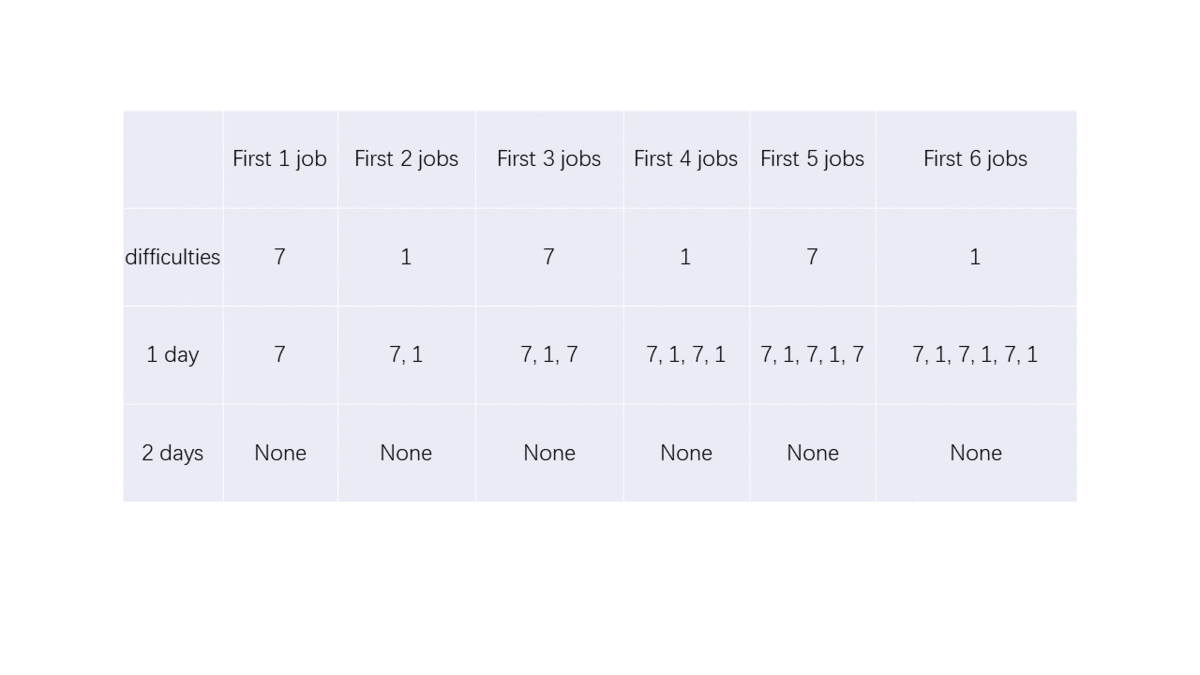 First 1 job First 2 jobs First 3 jobs First 4 jobs First 5 jobs First 6 jobs
difficulties 7 1 7 1 7 1
1 day 7 7, 1 7, 1, 7 7, 1, 7, 1 7, 1, 7, 1, 7 7, 1, 7, 1, 7, 1
2 days None None None None None None